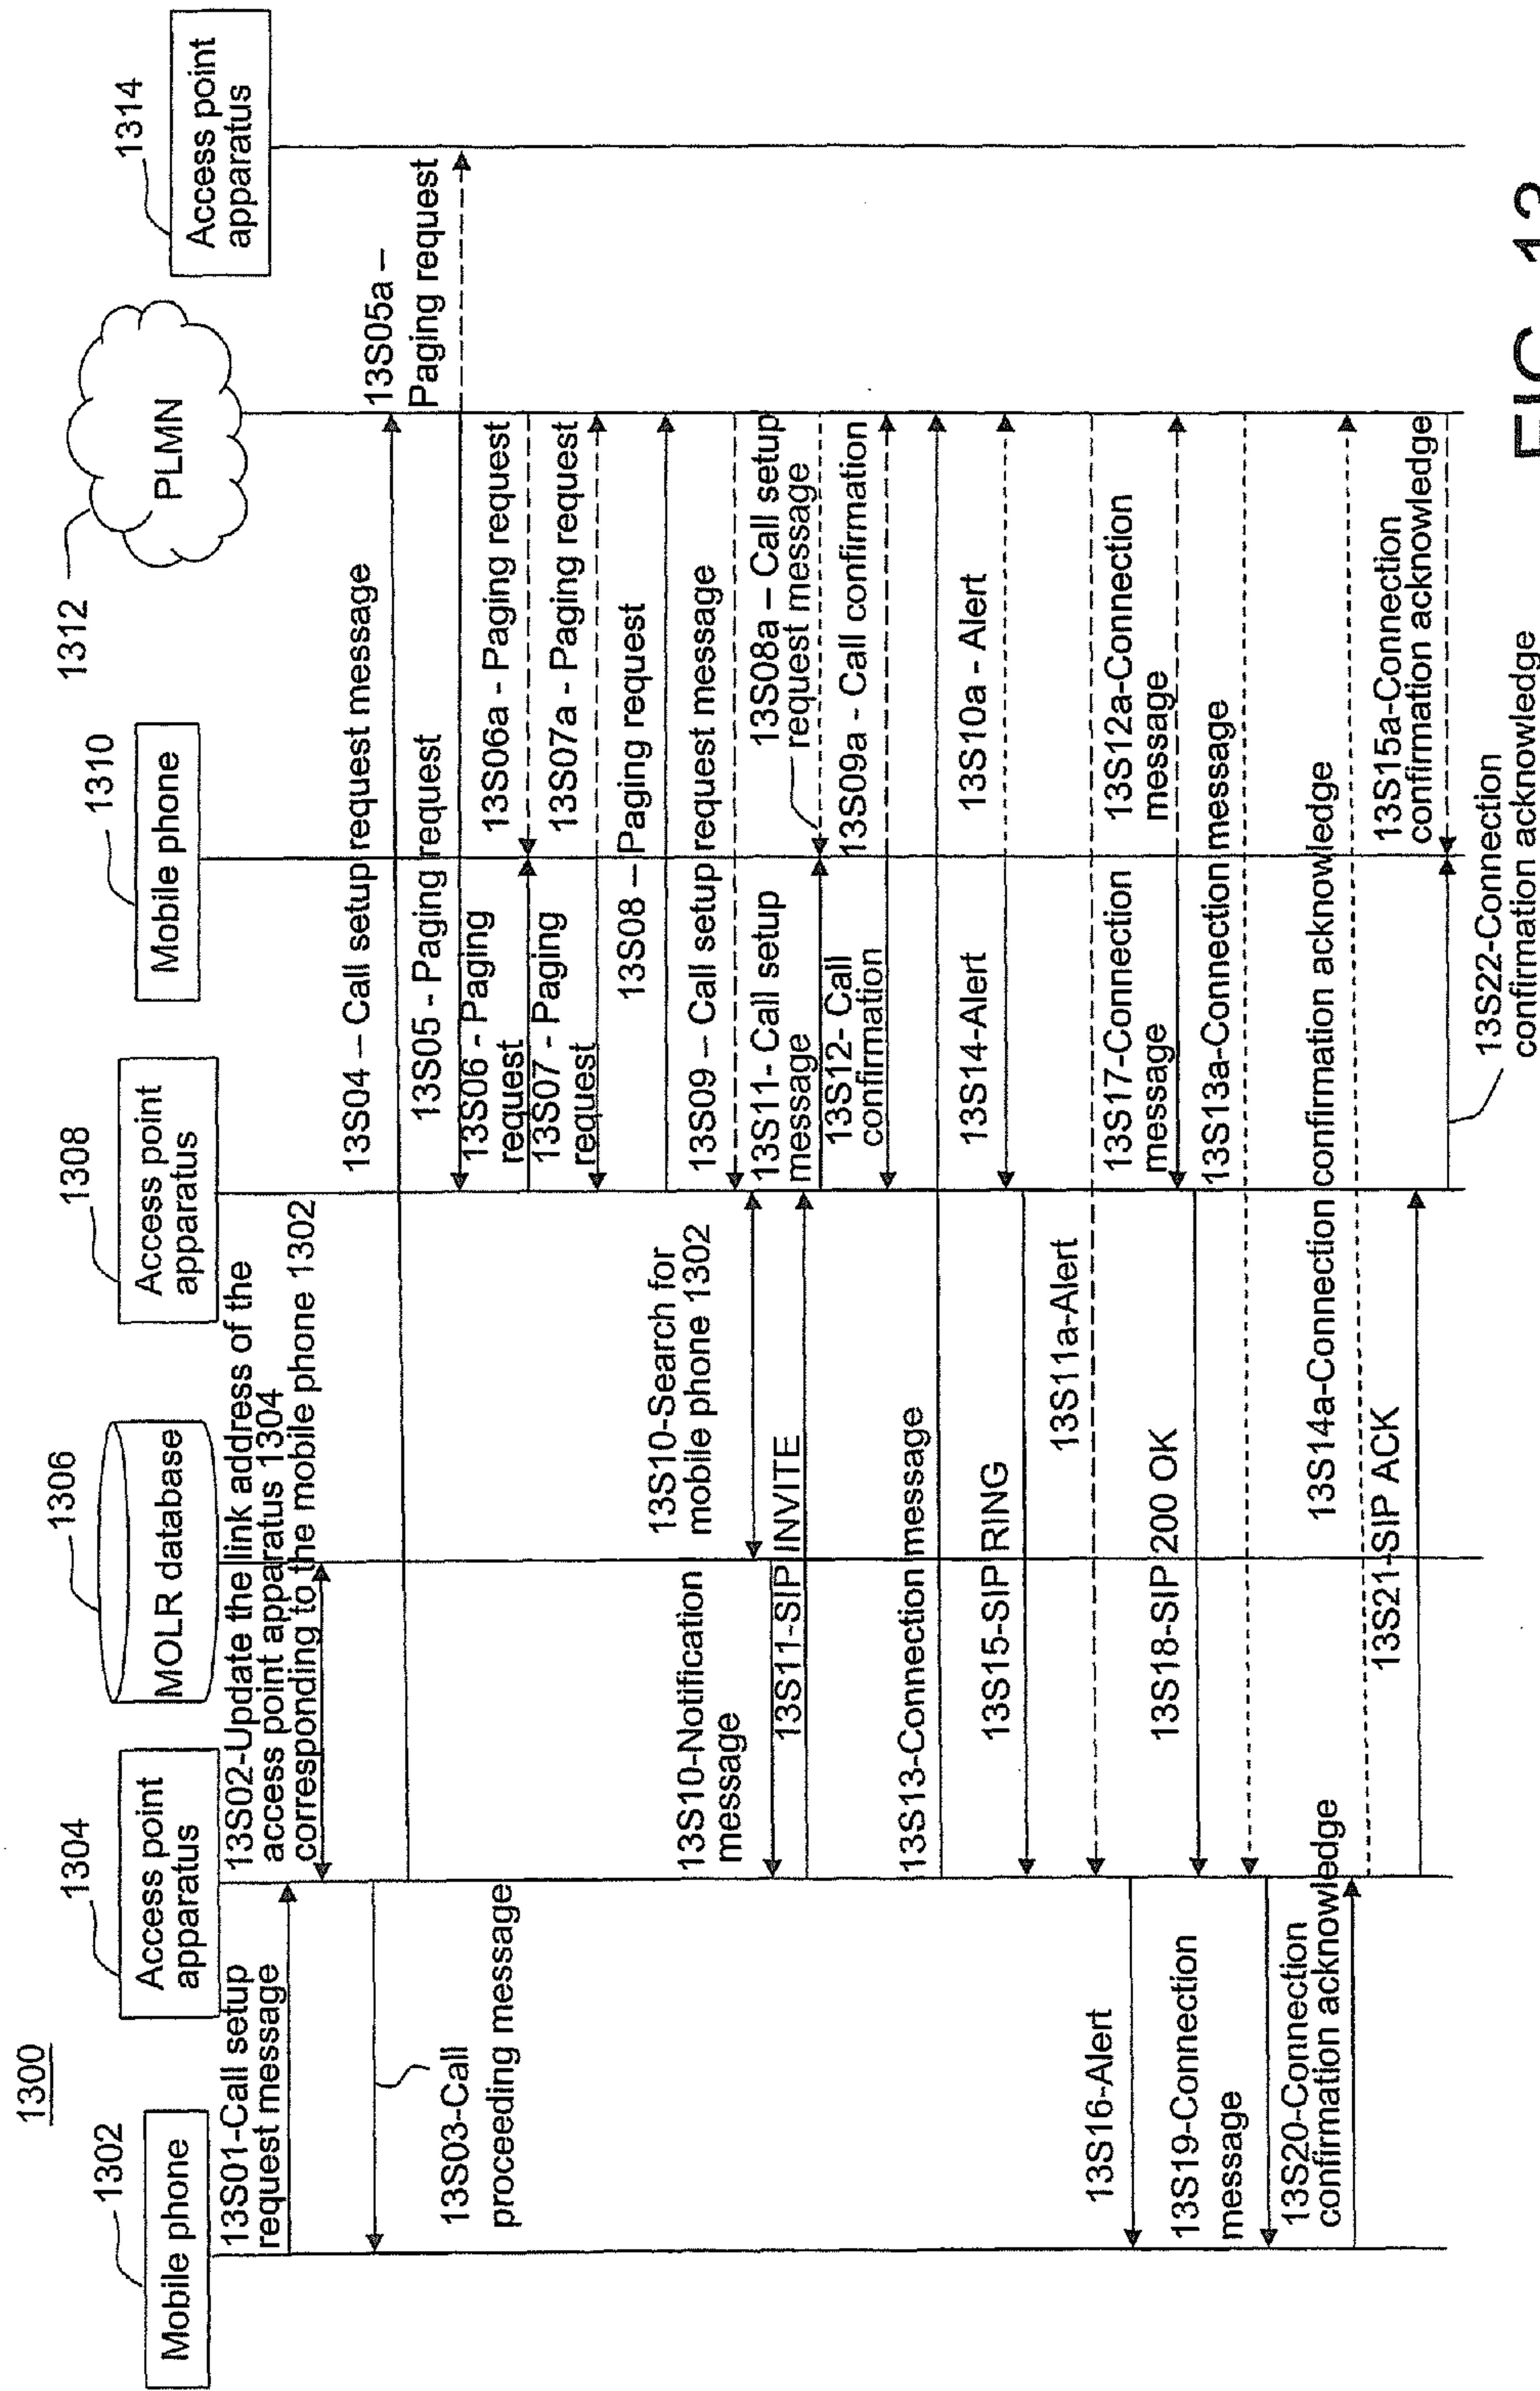 1300
1302
Mobile phone
1304
Access point
apparatus
1306
MOLR database
1308
Access point
apparatus
1310
Mobile phone
1312
PLMN
1314
Access point
apparatus
13S01-Call setup
request message
13S02-Update the link address of the
access point apparatus 1304
corresponding to the mobile phone 1302
13S03-Call
proceeding message
13S04 – Call setup request message
13S05 - Paging request
13S05a –
Paging request
13S06 - Paging
request
13S06a - Paging request
13S07 - Paging
request
13S07a - Paging request
13S08 – Paging request
13S09 – Call setup request message
13S08a – Call setup
request message
13S10-Search for
mobile phone 1302
13S10-Notification
message
13S11-SIP INVITE
13S11- Call setup
message
13S12- Call
confirmation
13S09a - Call confirmation
13S13-Connection message
13S14-Alert
13S10a - Alert
13S15-SIP RING
13S11a-Alert
13S16-Alert
13S17-Connection
message
13S12a-Connection
message
13S18-SIP 200 OK
13S13a-Connection message
13S19-Connection
message
13S20-Connection
confirmation acknowledge
13S14a-Connection confirmation acknowledge
13S21-SIP ACK
13S15a-Connection
confirmation acknowledge
13S22-Connection
confirmation acknowledge